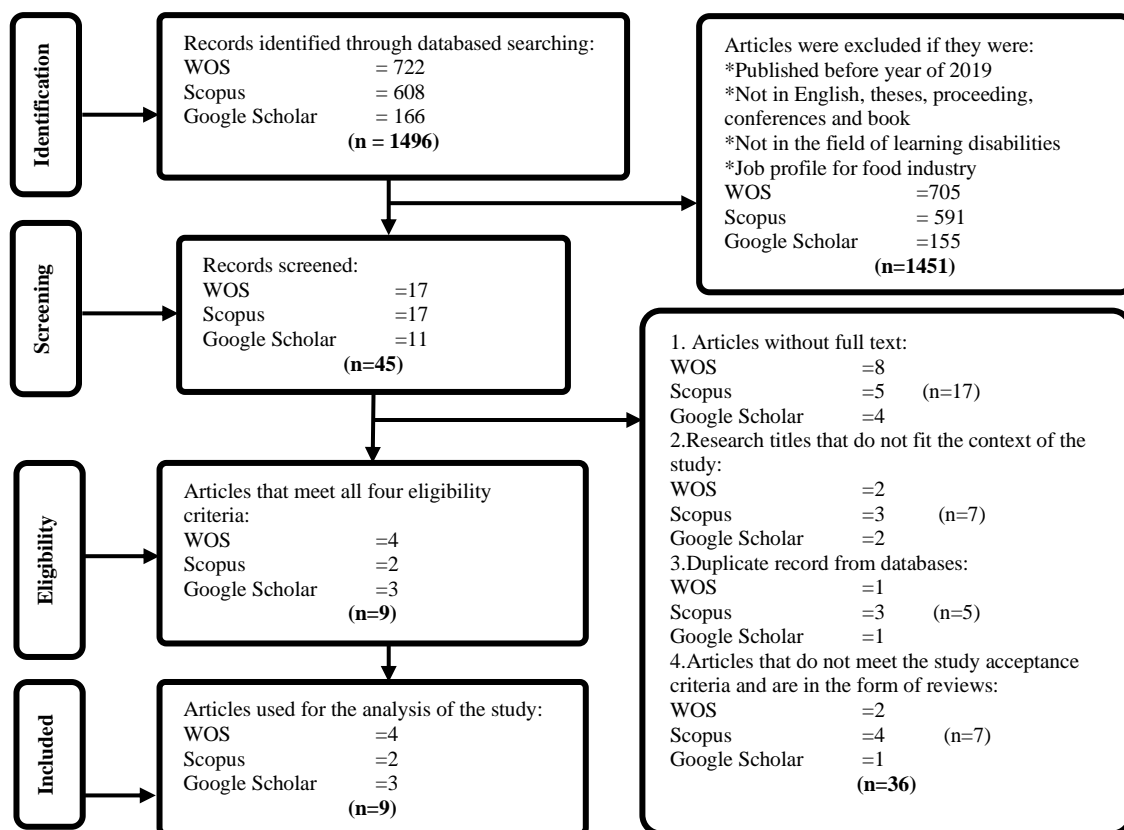 Identification
Records identified through databased searching:
WOS = 722
Scopus = 608
Google Scholar = 166
(n = 1496)
Articles were excluded if they were:
*Published before year of 2019
*Not in English, theses, proceeding,
conferences and book
*Not in the field of learning disabilities
*Job profile for food industry
WOS =705
Scopus = 591
Google Scholar =155
(n=1451)
Screening
Records screened:
WOS =17
Scopus =17
Google Scholar =11
(n=45)
1. Articles without full text:
WOS =8
Scopus =5 (n=17)
Google Scholar =4
2.Research titles that do not fit the context of the
study:
WOS =2
Scopus =3 (n=7)
Google Scholar =2
3.Duplicate record from databases:
WOS =1
Scopus =3 (n=5)
Google Scholar =1
4.Articles that do not meet the study acceptance
criteria and are in the form of reviews:
WOS =2
Scopus =4 (n=7)
Google Scholar =1
(n=36)
Eligibility
Articles that meet all four eligibility
criteria:
WOS =4
Scopus =2
Google Scholar =3
(n=9)
Included
Articles used for the analysis of the study:
WOS =4
Scopus =2
Google Scholar =3
(n=9)